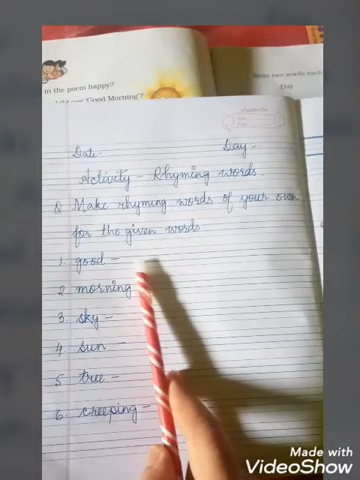 in the poem happy?
'Good Morning'?
Write two words each
Day
classmate
Date- Day-
Activity - Rhyming words.
Q Make rhyming words of your own
for the given words
1 good -
2 morning
3 sky -
4 sun -
5 tree -
6 creeping -
Made with
VideoShow